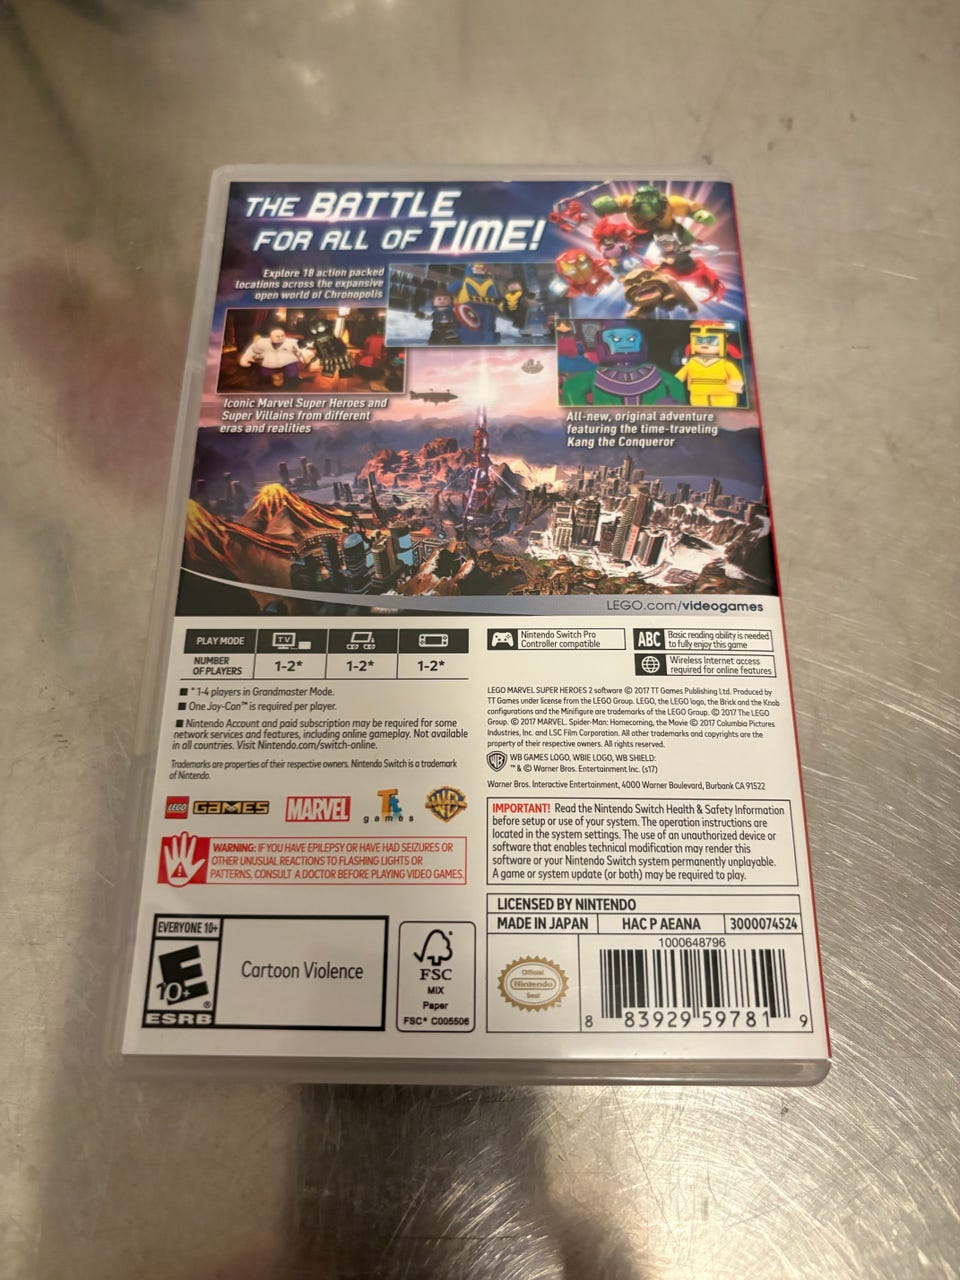 THE BATTLE
FOR ALL OF TIME!
Explore 18 action packed
locations across the expansive
open world of Chronopolis
Iconic Marvel Super Heroes and
Super Villains from different
eras and realities
All-new, original adventure
featuring the time-traveling
Kang the Conqueror
LEGO.com/videogames
PLAY MODE
TV
NUMBER
OF PLAYERS
1-2*
1-2*
1-2*
* 1-4 players in Grandmaster Mode.
One Joy-Con™ is required per player.
Nintendo Account and paid subscription may be required for some
network services and features, including online gameplay. Not available
in all countries. Visit Nintendo.com/switch-online.
Trademarks are properties of their respective owners. Nintendo Switch is a trademark
of Nintendo.
LEGO GAMES
MARVEL
Tt
games
WB
WARNING: IF YOU HAVE EPILEPSY OR HAVE HAD SEIZURES OR
OTHER UNUSUAL REACTIONS TO FLASHING LIGHTS OR
PATTERNS, CONSULT A DOCTOR BEFORE PLAYING VIDEO GAMES.
EVERYONE 10+
E
10+
®
ESRB
Cartoon Violence
FSC
MIX
Paper
FSC® C005506
Nintendo Switch Pro
Controller compatible
ABC
Basic reading ability is needed
to fully enjoy this game
Wireless Internet access
required for online features
LEGO MARVEL SUPER HEROES 2 software © 2017 TT Games Publishing Ltd. Produced by
TT Games under license from the LEGO Group. LEGO, the LEGO logo, the Brick and the Knob
configurations and the Minifigure are trademarks of the LEGO Group. © 2017 The LEGO
Group. © 2017 MARVEL. Spider-Man: Homecoming, the Movie © 2017 Columbia Pictures
Industries, Inc. and LSC Film Corporation. All other trademarks and copyrights are the
property of their respective owners. All rights reserved.
WB GAMES LOGO, WBIE LOGO, WB SHIELD:
™ & © Warner Bros. Entertainment Inc. (s17)
Warner Bros. Interactive Entertainment, 4000 Warner Boulevard, Burbank CA 91522
IMPORTANT! Read the Nintendo Switch Health & Safety Information
before setup or use of your system. The operation instructions are
located in the system settings. The use of an unauthorized device or
software that enables technical modification may render this
software or your Nintendo Switch system permanently unplayable.
A game or system update (or both) may be required to play.
LICENSED BY NINTENDO
MADE IN JAPAN
HAC P AEANA
3000074524
1000648796
Official
Nintendo
Seal
8 83929 59781 9